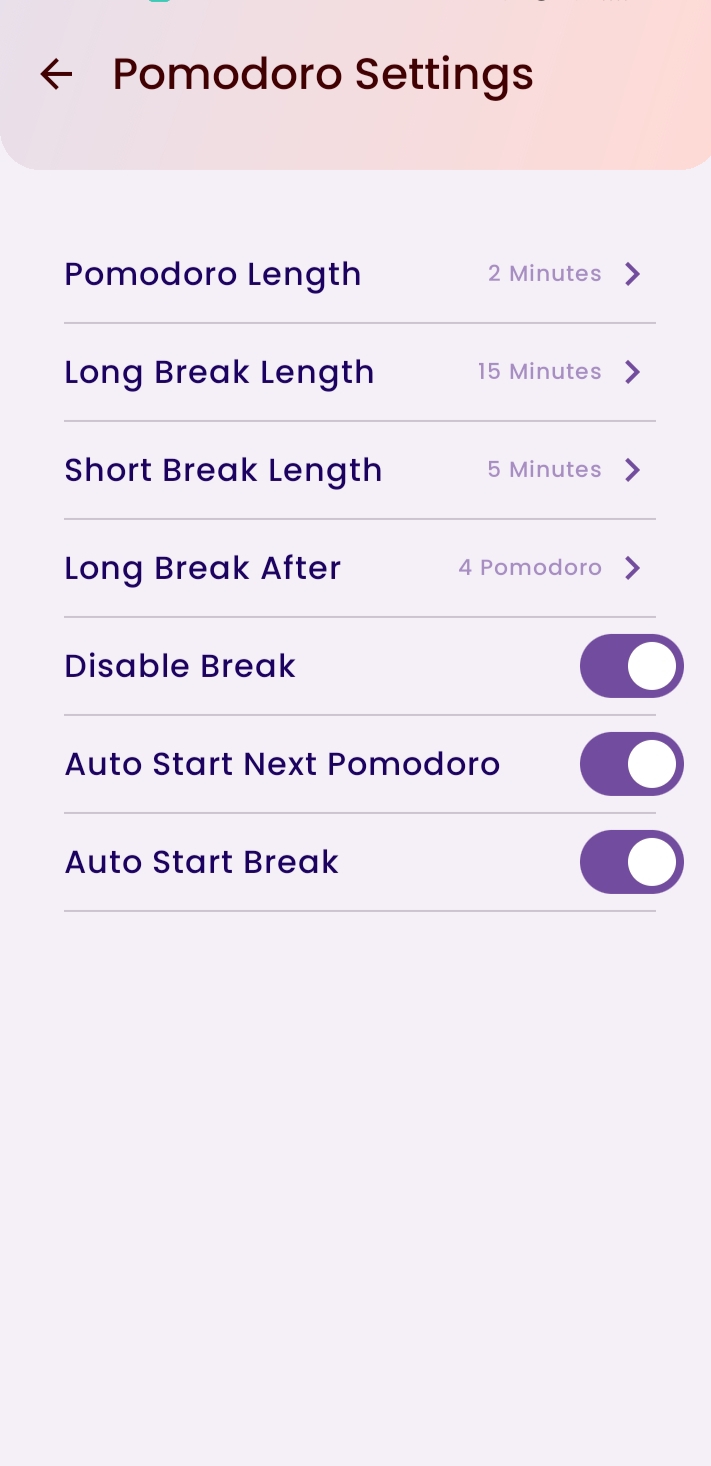 Pomodoro Settings
Pomodoro Length 2 Minutes
Long Break Length 15 Minutes
Short Break Length 5 Minutes
Long Break After 4 Pomodoro
Disable Break
Auto Start Next Pomodoro
Auto Start Break